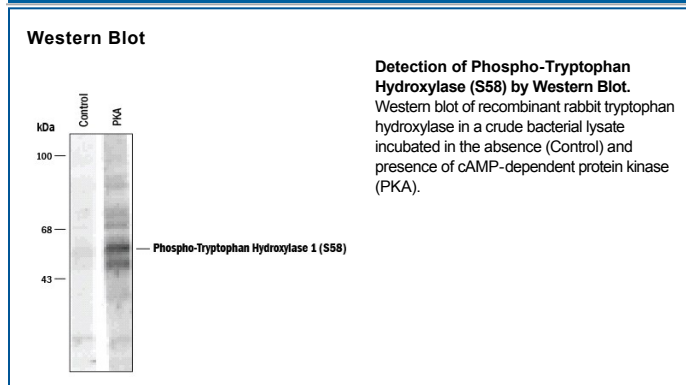 Western Blot
Control
PKA
kDa
100
68
Phospho-Tryptophan Hydroxylase 1 (S58)
43
Detection of Phospho-Tryptophan
Hydroxylase (S58) by Western Blot.
Western blot of recombinant rabbit tryptophan
hydroxylase in a crude bacterial lysate
incubated in the absence (Control) and
presence of cAMP-dependent protein kinase
(PKA).